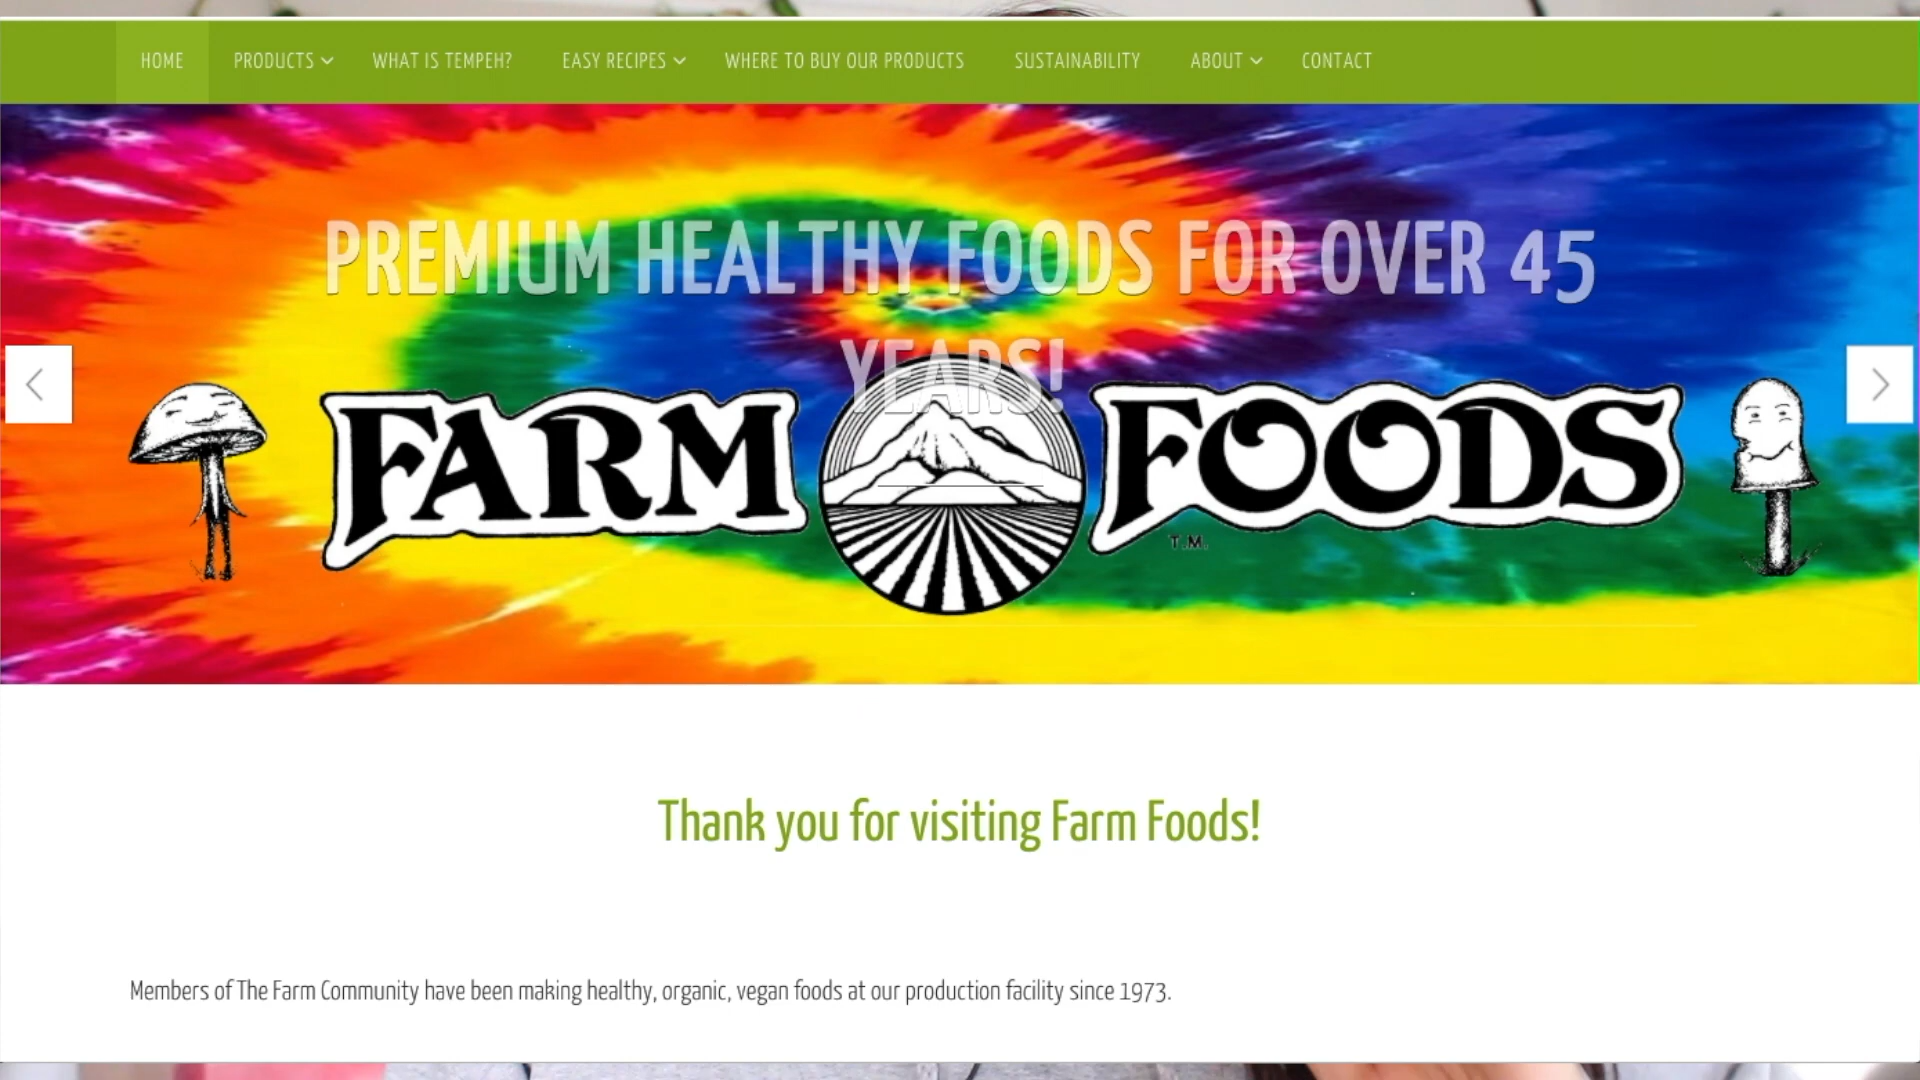 HOME PRODUCTS WHAT IS TEMPEH? EASY RECIPES WHERE TO BUY OUR PRODUCTS SUSTAINABILITY ABOUT CONTACT
PREMIUM HEALTHY FOODS FOR OVER 45
YEARS!
FARM FOODS
T.M.
Thank you for visiting Farm Foods!
Members of The Farm Community have been making healthy, organic, vegan foods at our production facility since 1973.